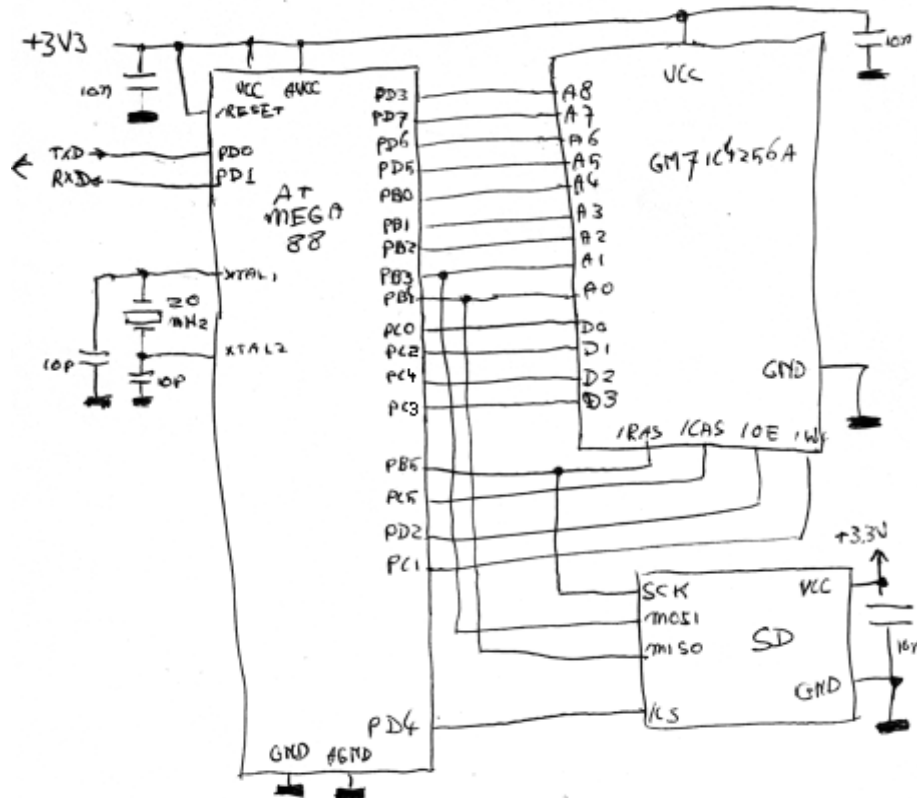 +3V3
10n
VCC
AVCC
/RESET
TXD
PD0
RXD
PD1
AT
MEGA
88
XTAL1
20
MHz
XTAL2
10p
10p
GND
AGND
PD3
PD7
PD6
PD5
PB0
PB1
PB2
PB3
PB4
PC0
PC2
PC4
PC3
PB5
PC5
PD2
PC1
PD4
VCC
10n
A8
A7
A6
A5
A4
A3
A2
A1
A0
D0
D1
D2
D3
GM71C4256A
GND
/RAS
/CAS
/OE
+3.3V
SCK
MOSI
MISO
/CS
VCC
SD
GND
10n